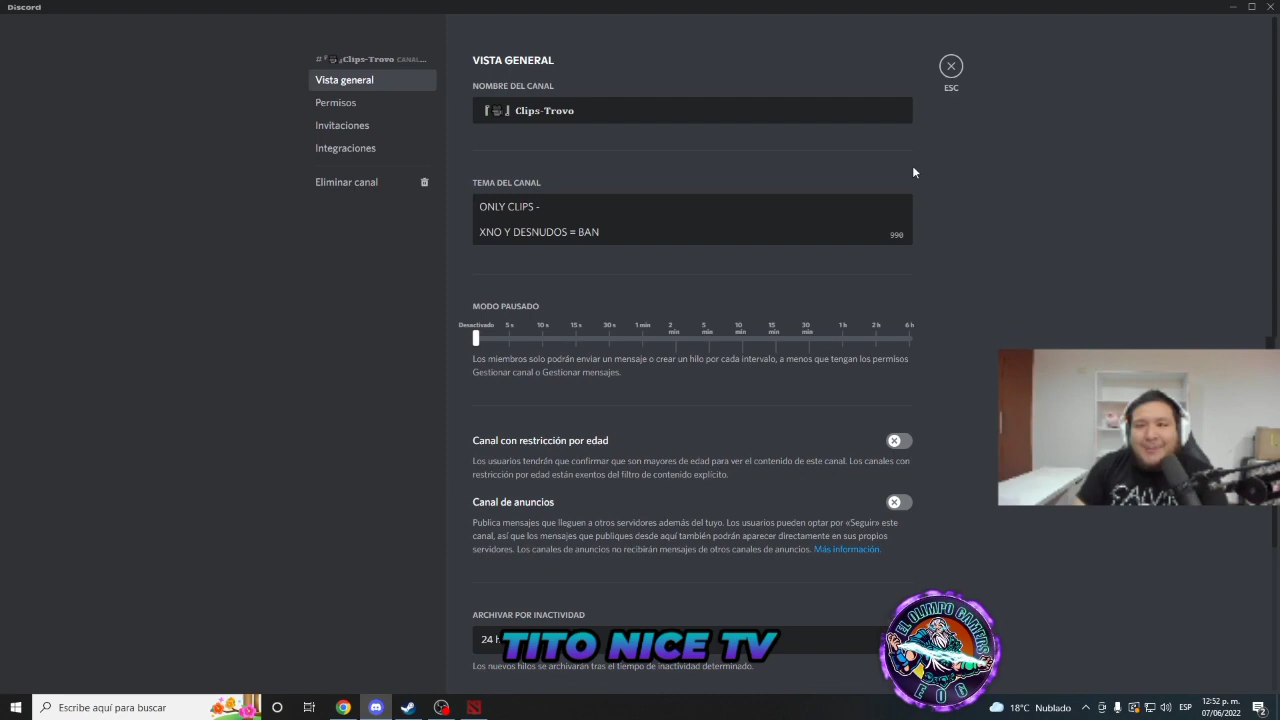 Discord
Clips-Trovo CANAL...
Vista general
Permisos
Invitaciones
Integraciones
Eliminar canal
VISTA GENERAL
NOMBRE DEL CANAL
Clips-Trovo
ESC
TEMA DEL CANAL
ONLY CLIPS -
XNO Y DESNUDOS = BAN
990
MODO PAUSADO
Desactivado 5 s 10 s 15 s 30 s 1 min 2 min 5 min 10 min 15 min 30 min 1 h 2 h 6 h
Los miembros solo podrán enviar un mensaje o crear un hilo por cada intervalo, a menos que tengan los permisos
Gestionar canal o Gestionar mensajes.
Canal con restricción por edad
Los usuarios tendrán que confirmar que son mayores de edad para ver el contenido de este canal. Los canales con
restricción por edad están exentos del filtro de contenido explícito.
Canal de anuncios
Publica mensajes que lleguen a otros servidores además del tuyo. Los usuarios pueden optar por «Seguir» este
canal, así que los mensajes que publiques desde aquí también podrán aparecer directamente en sus propios
servidores. Los canales de anuncios no recibirán mensajes de otros canales de anuncios. Más información.
ARCHIVAR POR INACTIVIDAD
24 h
TITO NICE TV
Los nuevos hilos se archivarán tras el tiempo de inactividad determinado.
EL OLIMPO GAMERS
EOG
Escribe aquí para buscar
18°C Nublado
ESP
12:52 p. m.
07/06/2022
2